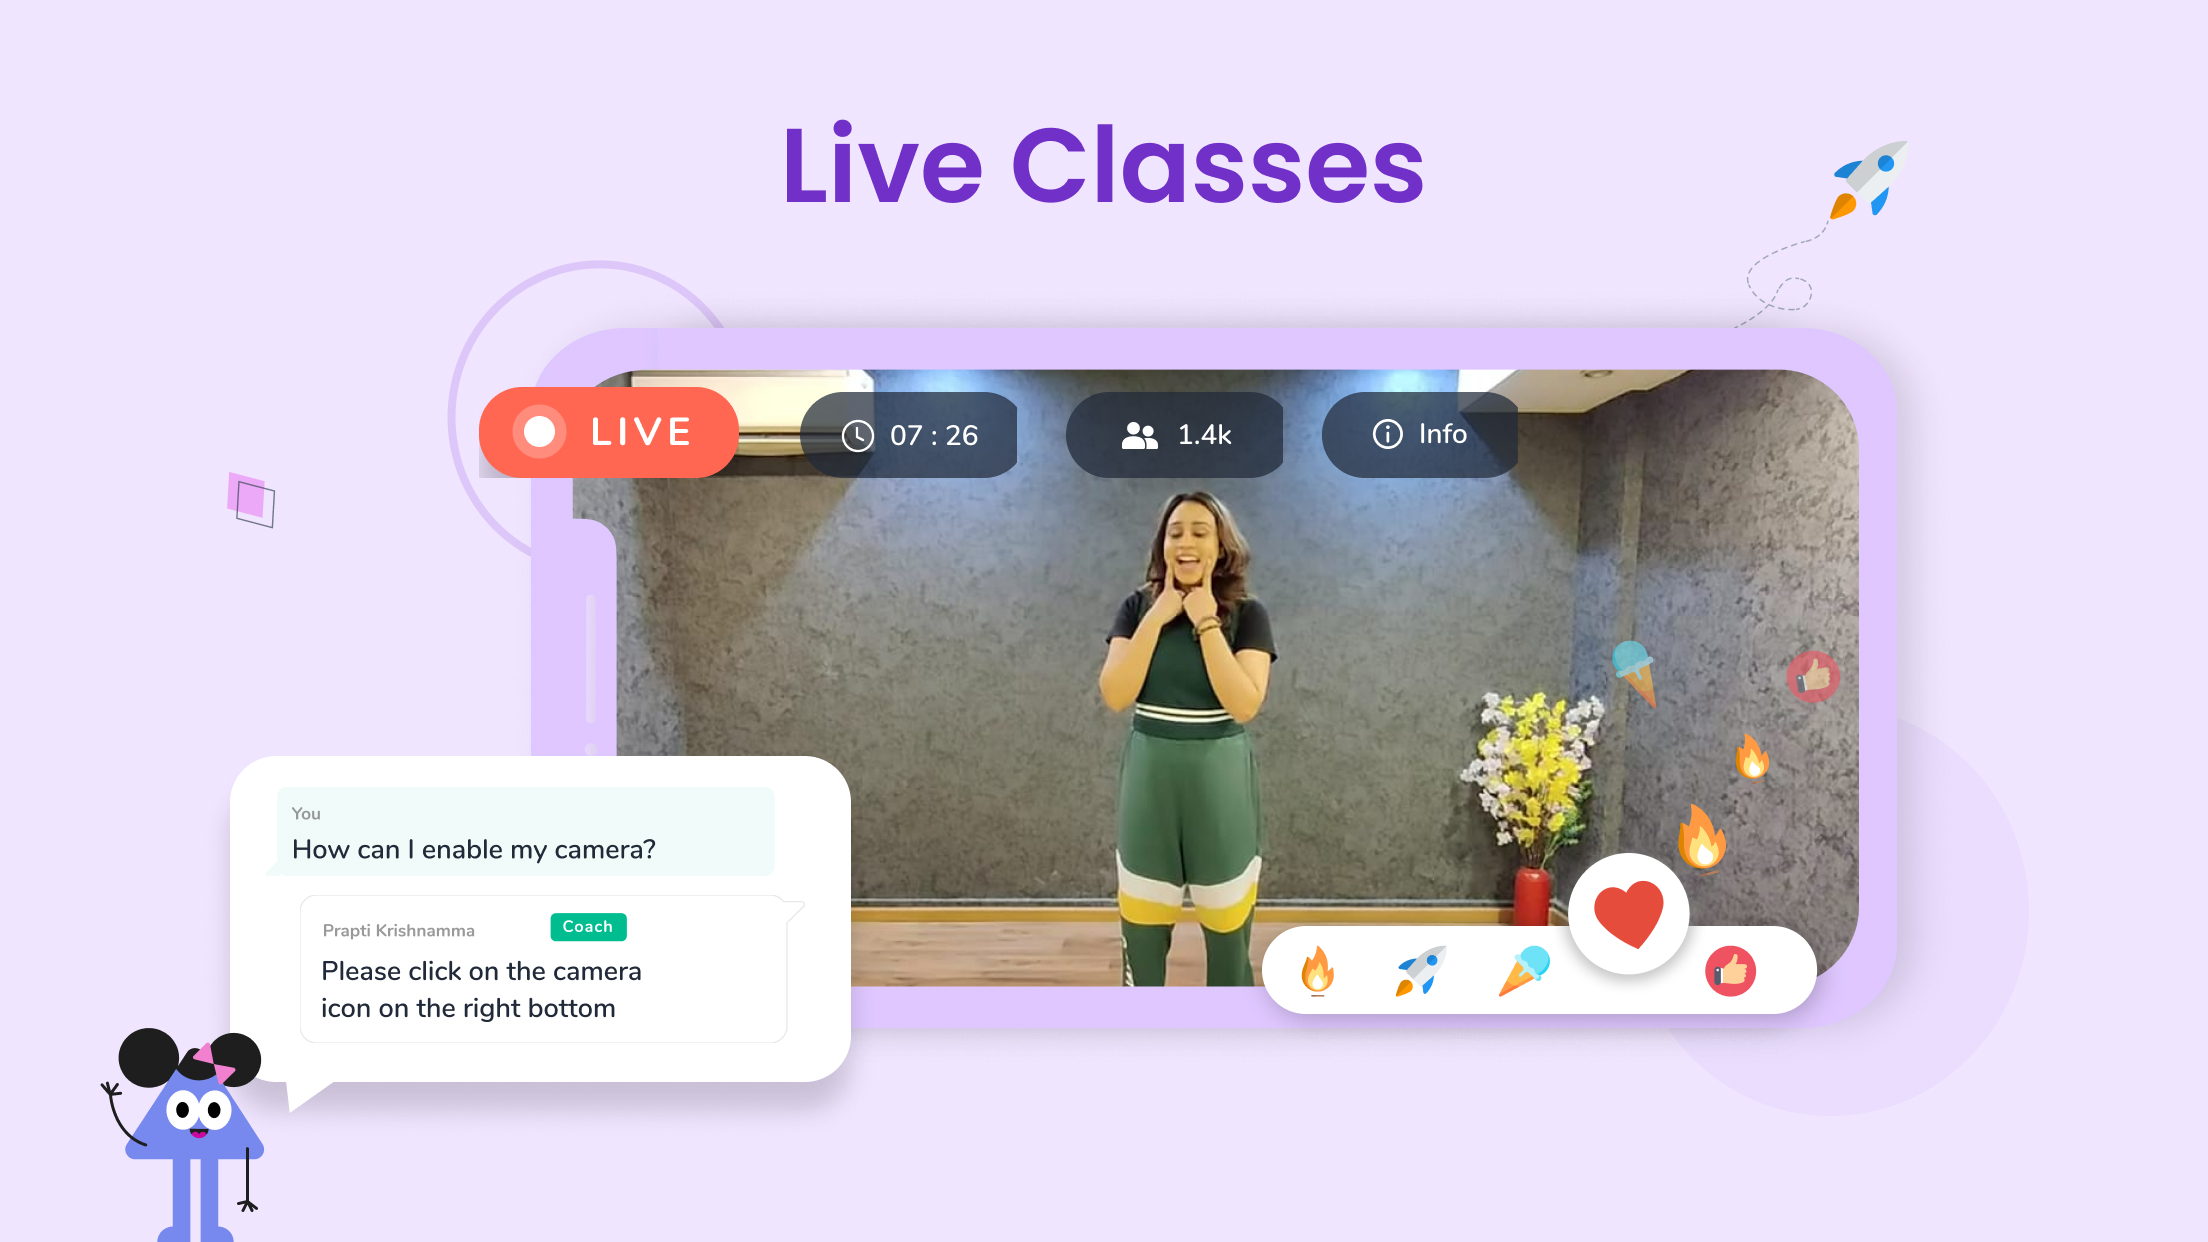 Live Classes
LIVE
07 : 26
1.4k
Info
You
How can I enable my camera?
Prapti Krishnamma
Coach
Please click on the camera
icon on the right bottom